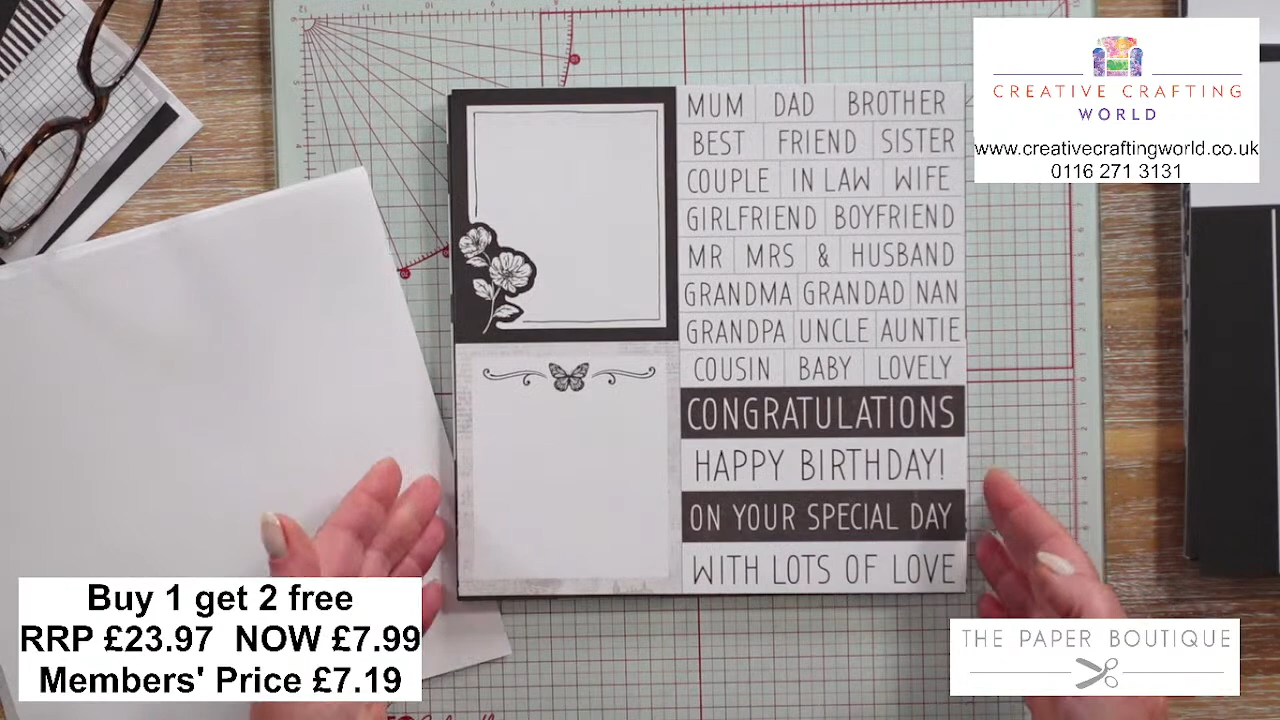 MUM DAD BROTHER
BEST FRIEND SISTER
COUPLE IN LAW WIFE
GIRLFRIEND BOYFRIEND
MR MRS & HUSBAND
GRANDMA GRANDAD NAN
GRANDPA UNCLE AUNTIE
COUSIN BABY LOVELY
CONGRATULATIONS
HAPPY BIRTHDAY!
ON YOUR SPECIAL DAY
WITH LOTS OF LOVE
CREATIVE CRAFTING
WORLD
www.creativecraftingworld.co.uk
0116 271 3131
Buy 1 get 2 free
RRP £23.97 NOW £7.99
Members' Price £7.19
THE PAPER BOUTIQUE